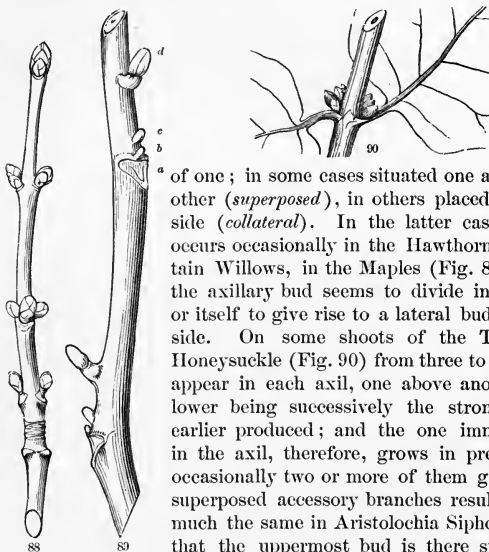 d
c
b
a
90
of one ; in some cases situated one a
other (superposed), in others placed
side (collateral). In the latter cas
occurs occasionally in the Hawthorn
tain Willows, in the Maples (Fig. 8
the axillary bud seems to divide in
or itself to give rise to a lateral bud
side. On some shoots of the T
Honeysuckle (Fig. 90) from three to
appear in each axil, one above ano
lower being successively the stron
earlier produced ; and the one imm
in the axil, therefore, grows in pre
occasionally two or more of them g
superposed accessory branches resul
much the same in Aristolochia Sipho
that the uppermost bud is there s
88
89